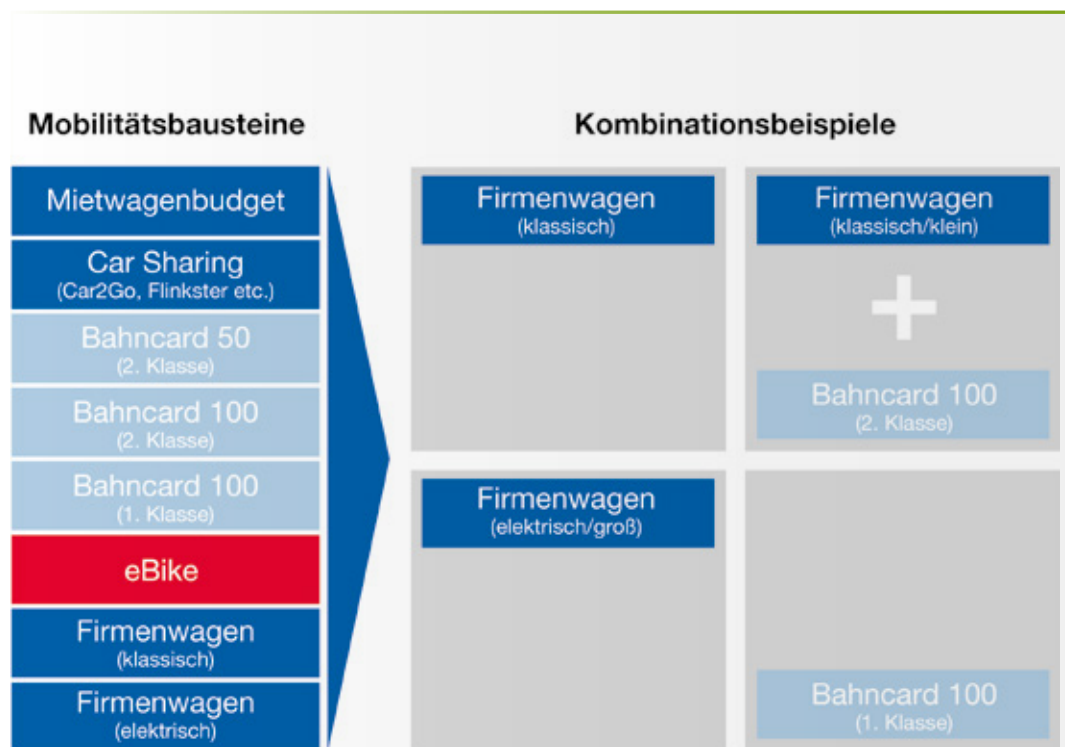 Mobilitätsbausteine
Mietwagenbudget
Car Sharing
(Car2Go, Flinkster etc.)
Bahncard 50
(2. Klasse)
Bahncard 100
(2. Klasse)
Bahncard 100
(1. Klasse)
eBike
Firmenwagen
(klassisch)
Firmenwagen
(elektrisch)
Kombinationsbeispiele
Firmenwagen
(klassisch)
Firmenwagen
(klassisch/klein)
+
Bahncard 100
(2. Klasse)
Firmenwagen
(elektrisch/groß)
Bahncard 100
(1. Klasse)